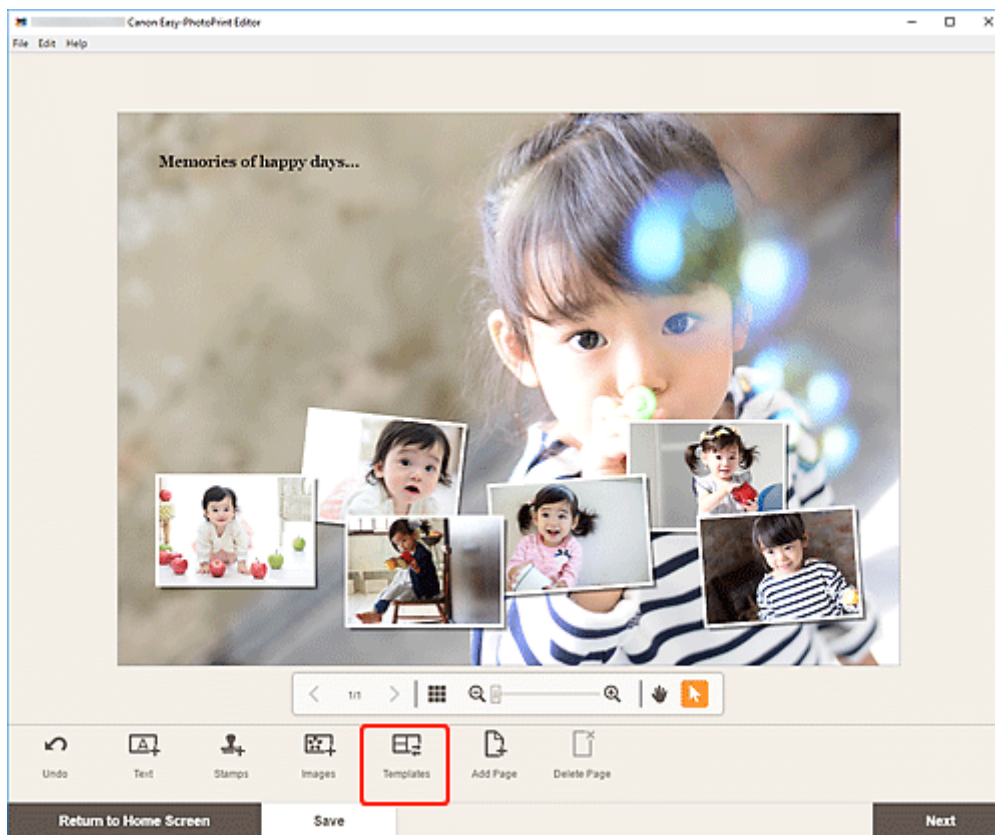 Canon Easy-PhotoPrint Editor
File Edit Help
Memories of happy days...
1/1
Undo Text Stamps Images Templates Add Page Delete Page
Return to Home Screen Save Next